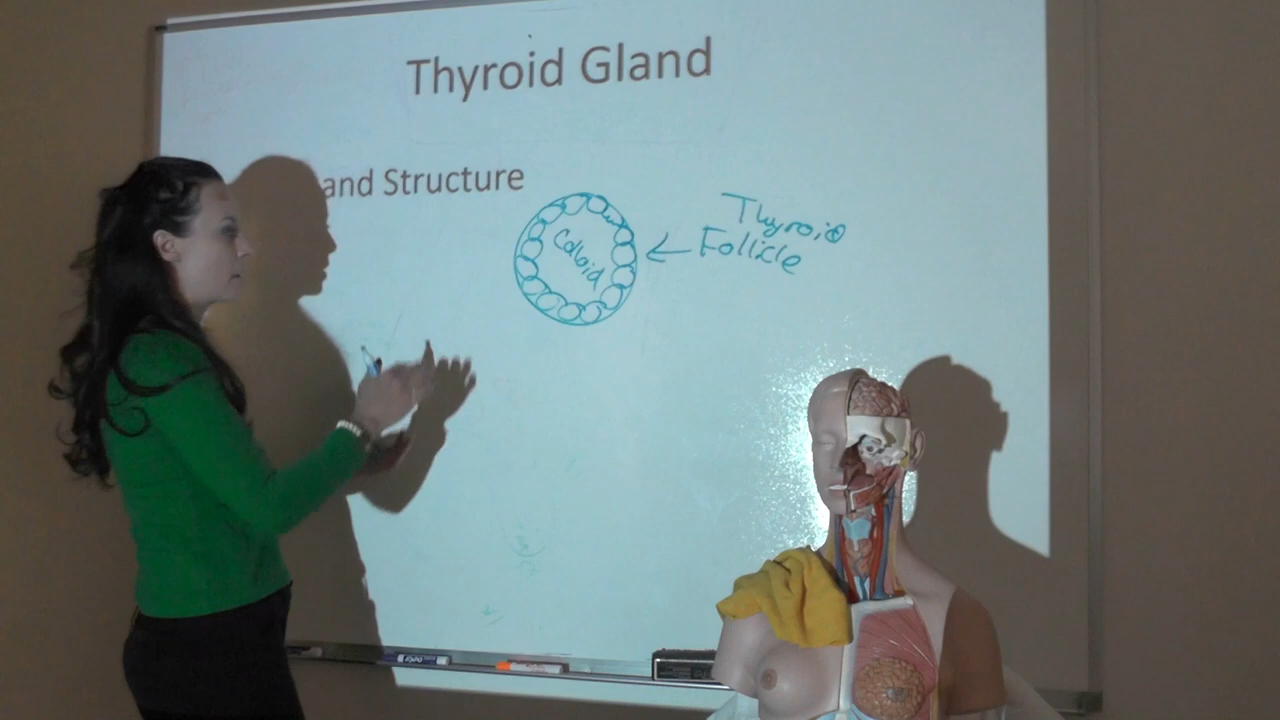 Thyroid Gland
and Structure
Colloid
Thyroid
Follicle
EXPO